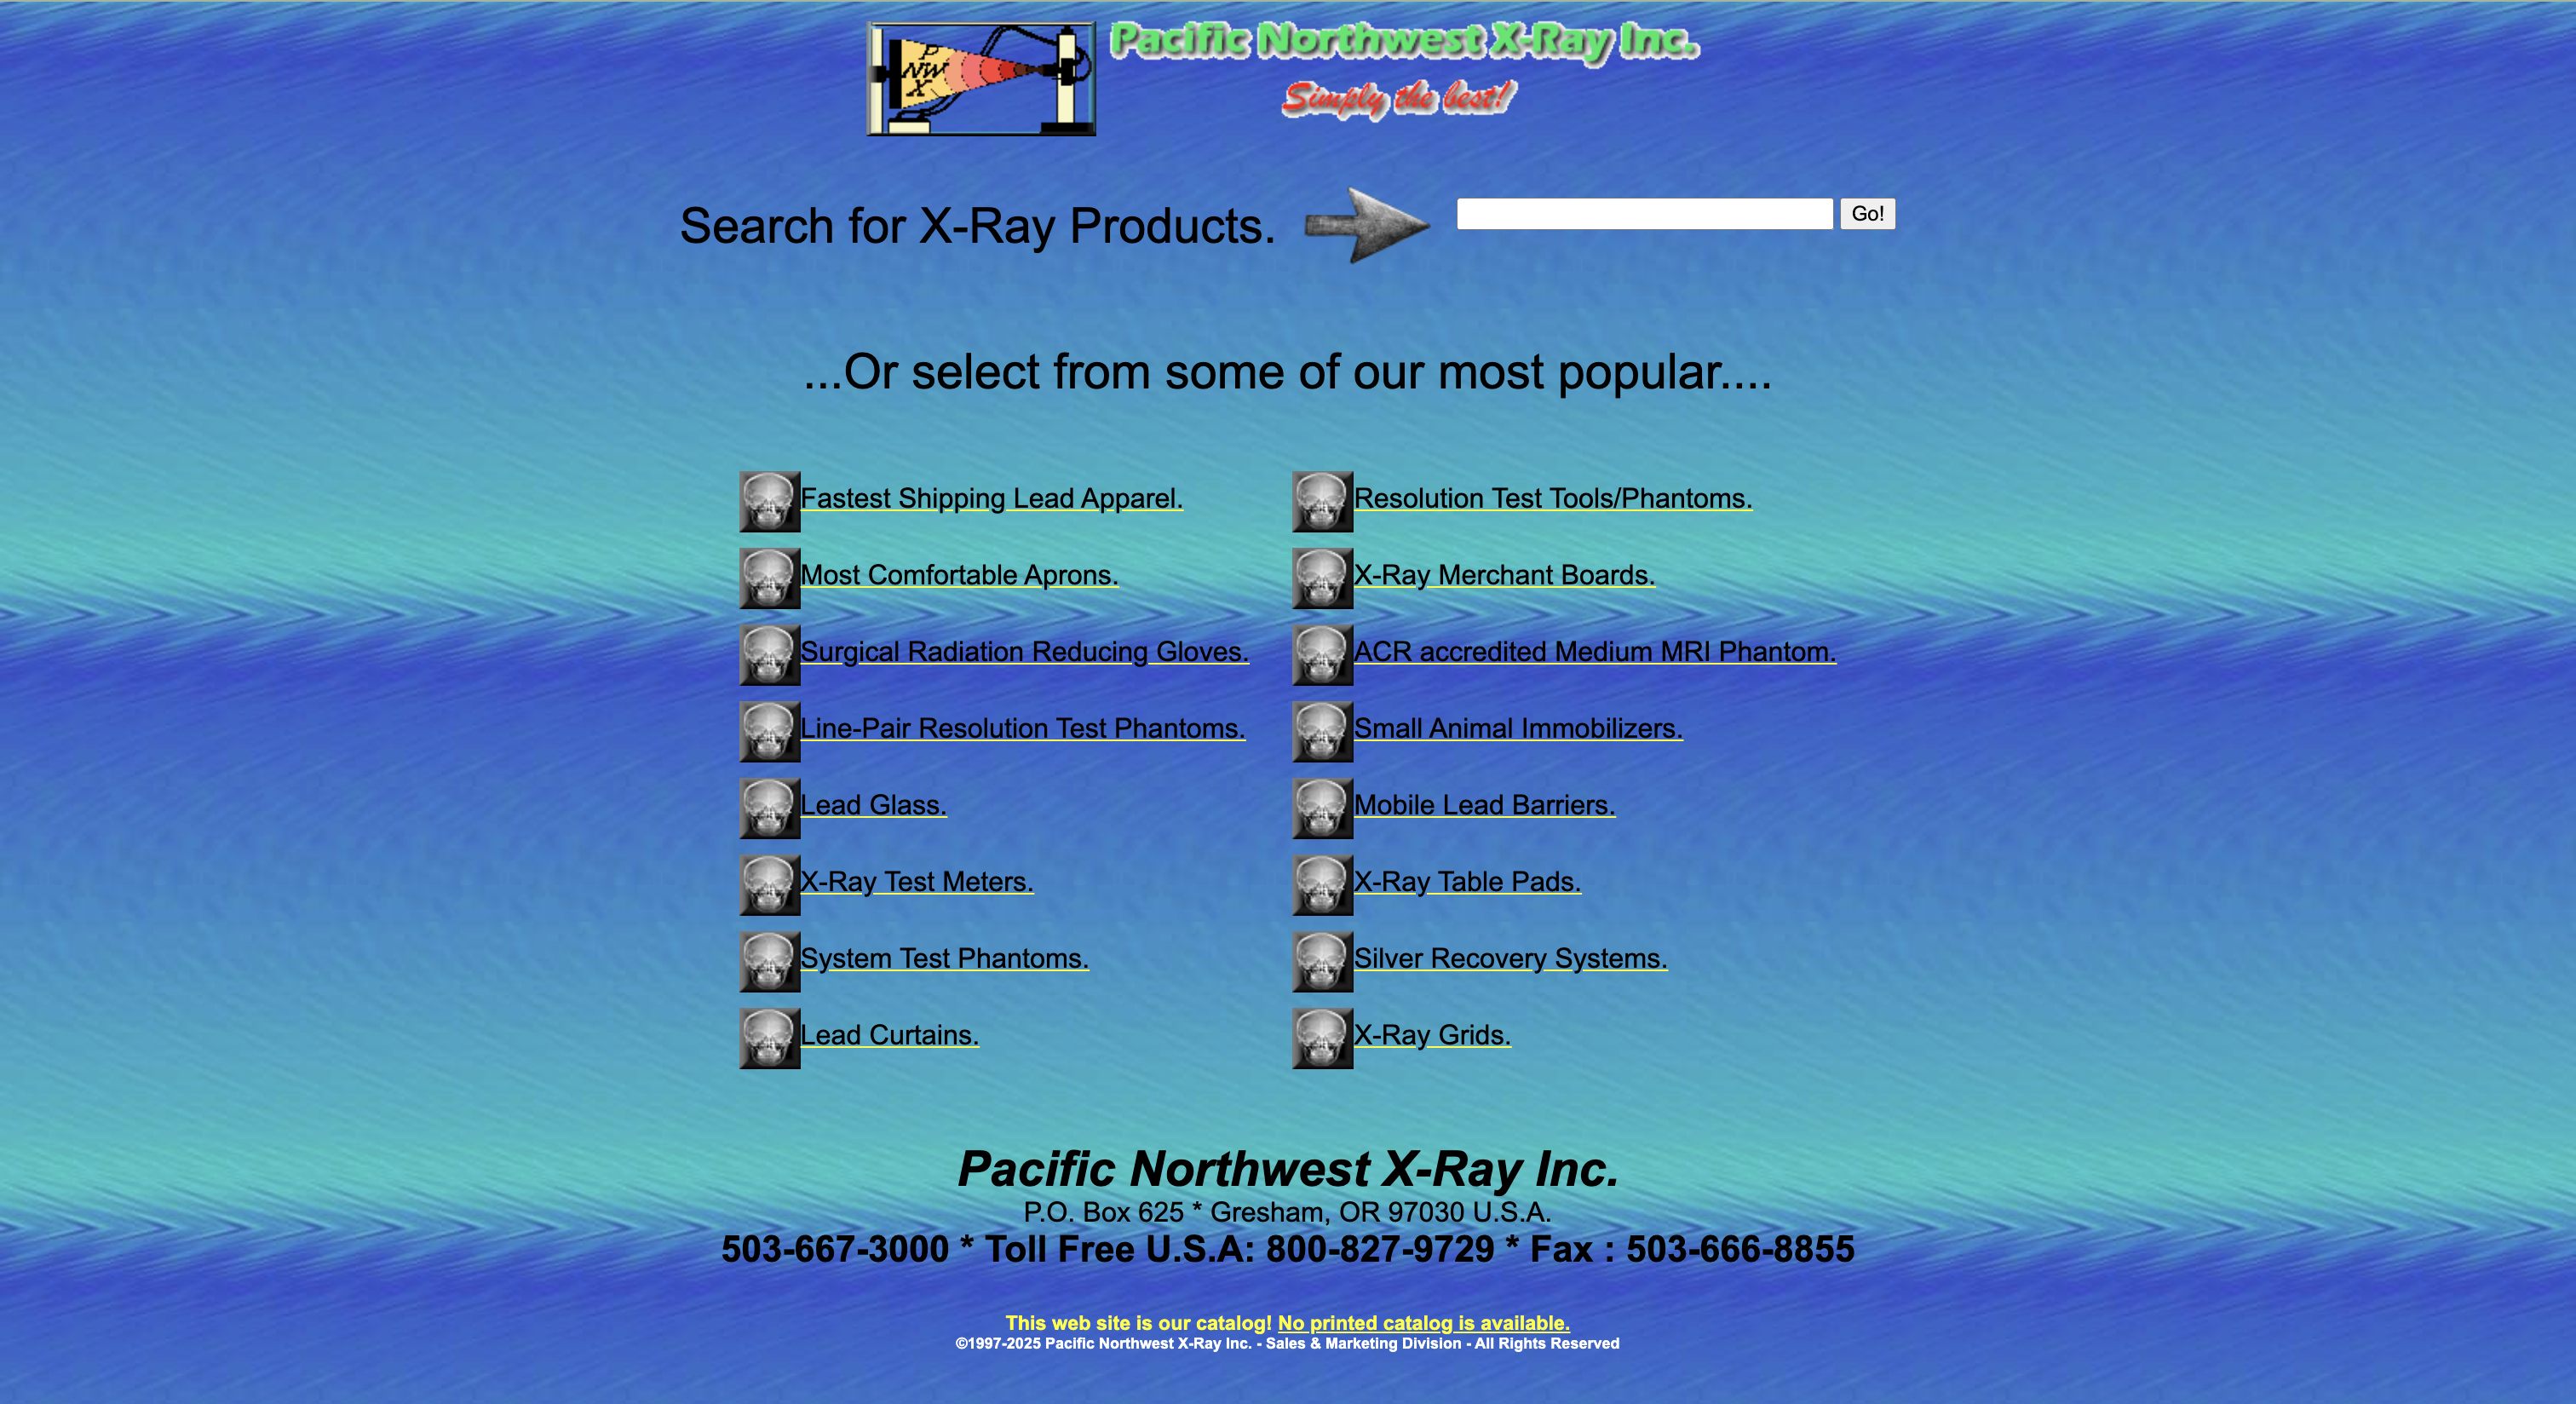 P
NW
X
Pacific Northwest X-Ray Inc.
Simply the best!
Search for X-Ray Products.
Go!
...Or select from some of our most popular....
Fastest Shipping Lead Apparel.
Resolution Test Tools/Phantoms.
Most Comfortable Aprons.
X-Ray Merchant Boards.
Surgical Radiation Reducing Gloves.
ACR accredited Medium MRI Phantom.
Line-Pair Resolution Test Phantoms.
Small Animal Immobilizers.
Lead Glass.
Mobile Lead Barriers.
X-Ray Test Meters.
X-Ray Table Pads.
System Test Phantoms.
Silver Recovery Systems.
Lead Curtains.
X-Ray Grids.
Pacific Northwest X-Ray Inc.
P.O. Box 625 * Gresham, OR 97030 U.S.A.
503-667-3000 * Toll Free U.S.A: 800-827-9729 * Fax : 503-666-8855
This web site is our catalog! No printed catalog is available.
©1997-2025 Pacific Northwest X-Ray Inc. - Sales & Marketing Division - All Rights Reserved